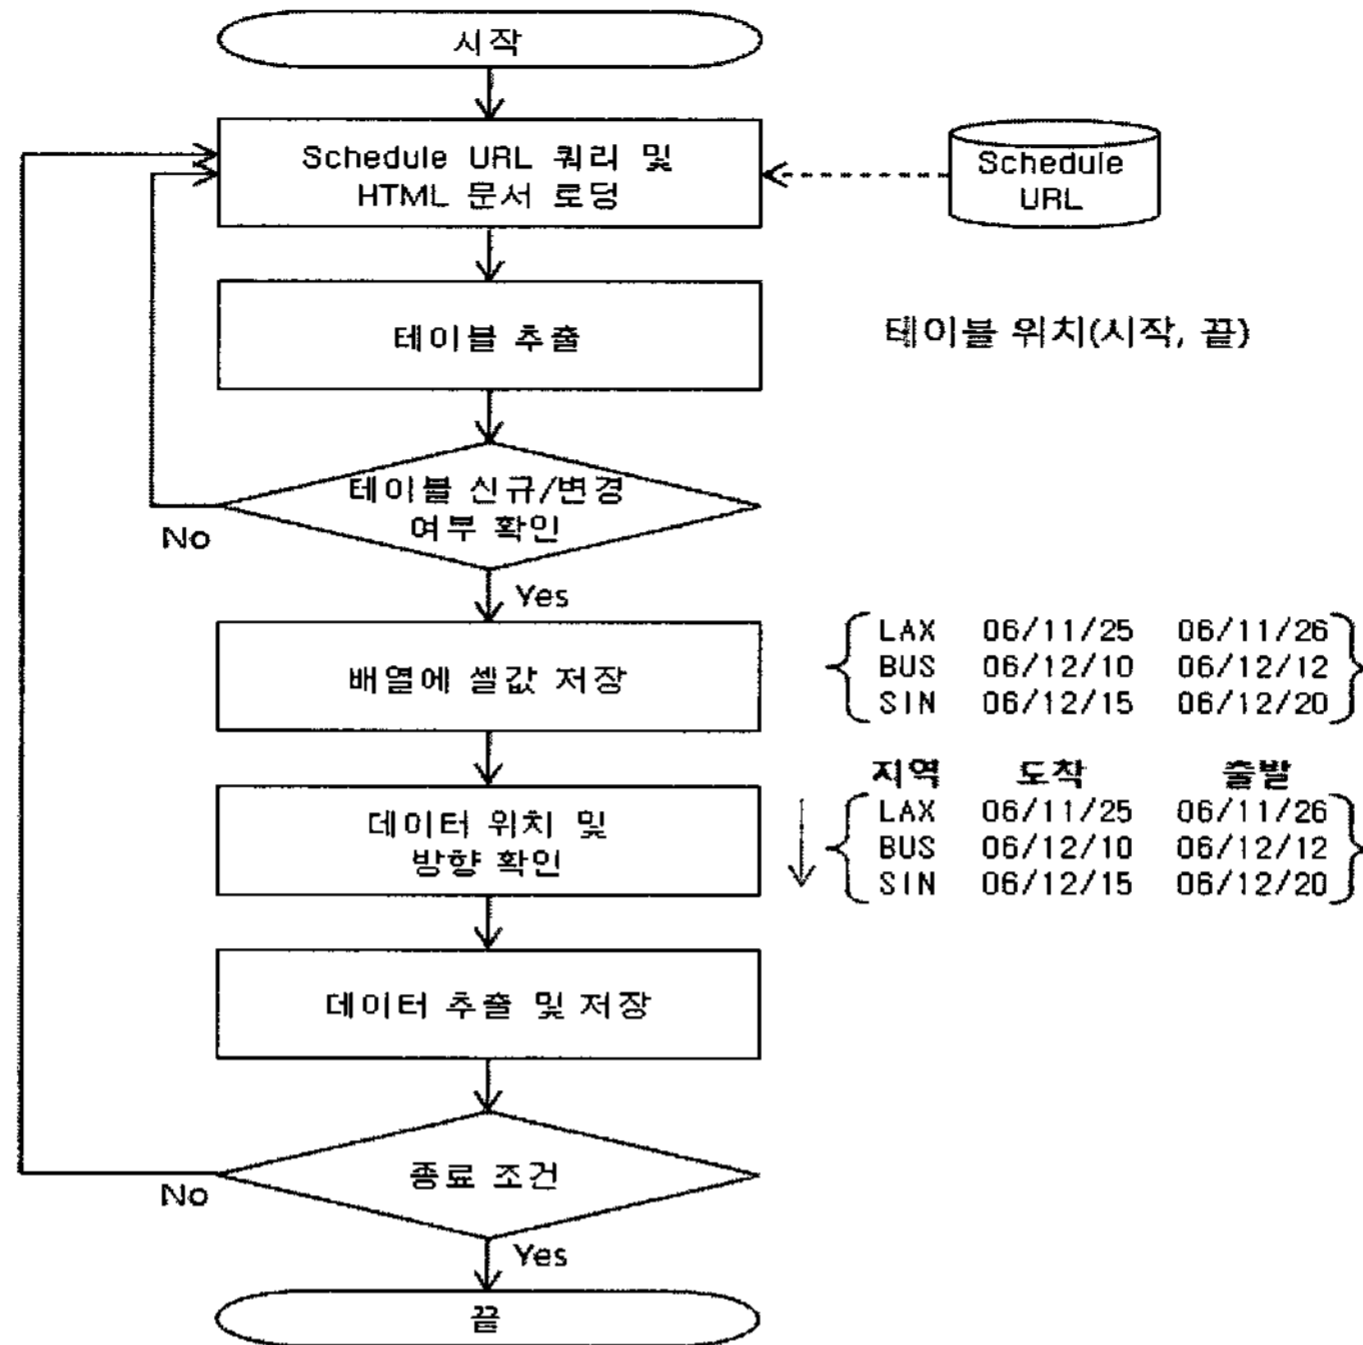 시작
Schedule URL 쿼리 및
HTML 문서 로딩
Schedule
URL
테이블 추출
테이블 위치(시작, 끝)
테이블 신규/변경
여부 확인
No
Yes
배열에 셀값 저장
LAX 06/11/25 06/11/26
BUS 06/12/10 06/12/12
SIN 06/12/15 06/12/20
데이터 위치 및
방향 확인
지역 도착 출발
LAX 06/11/25 06/11/26
BUS 06/12/10 06/12/12
SIN 06/12/15 06/12/20
데이터 추출 및 저장
종료 조건
No
Yes
끝